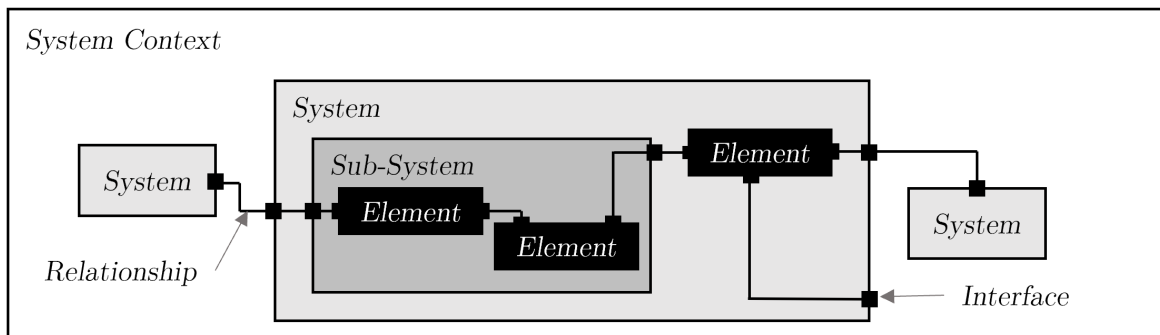 System Context
System
System
Sub-System
Element
Element
Element
System
Relationship
Interface